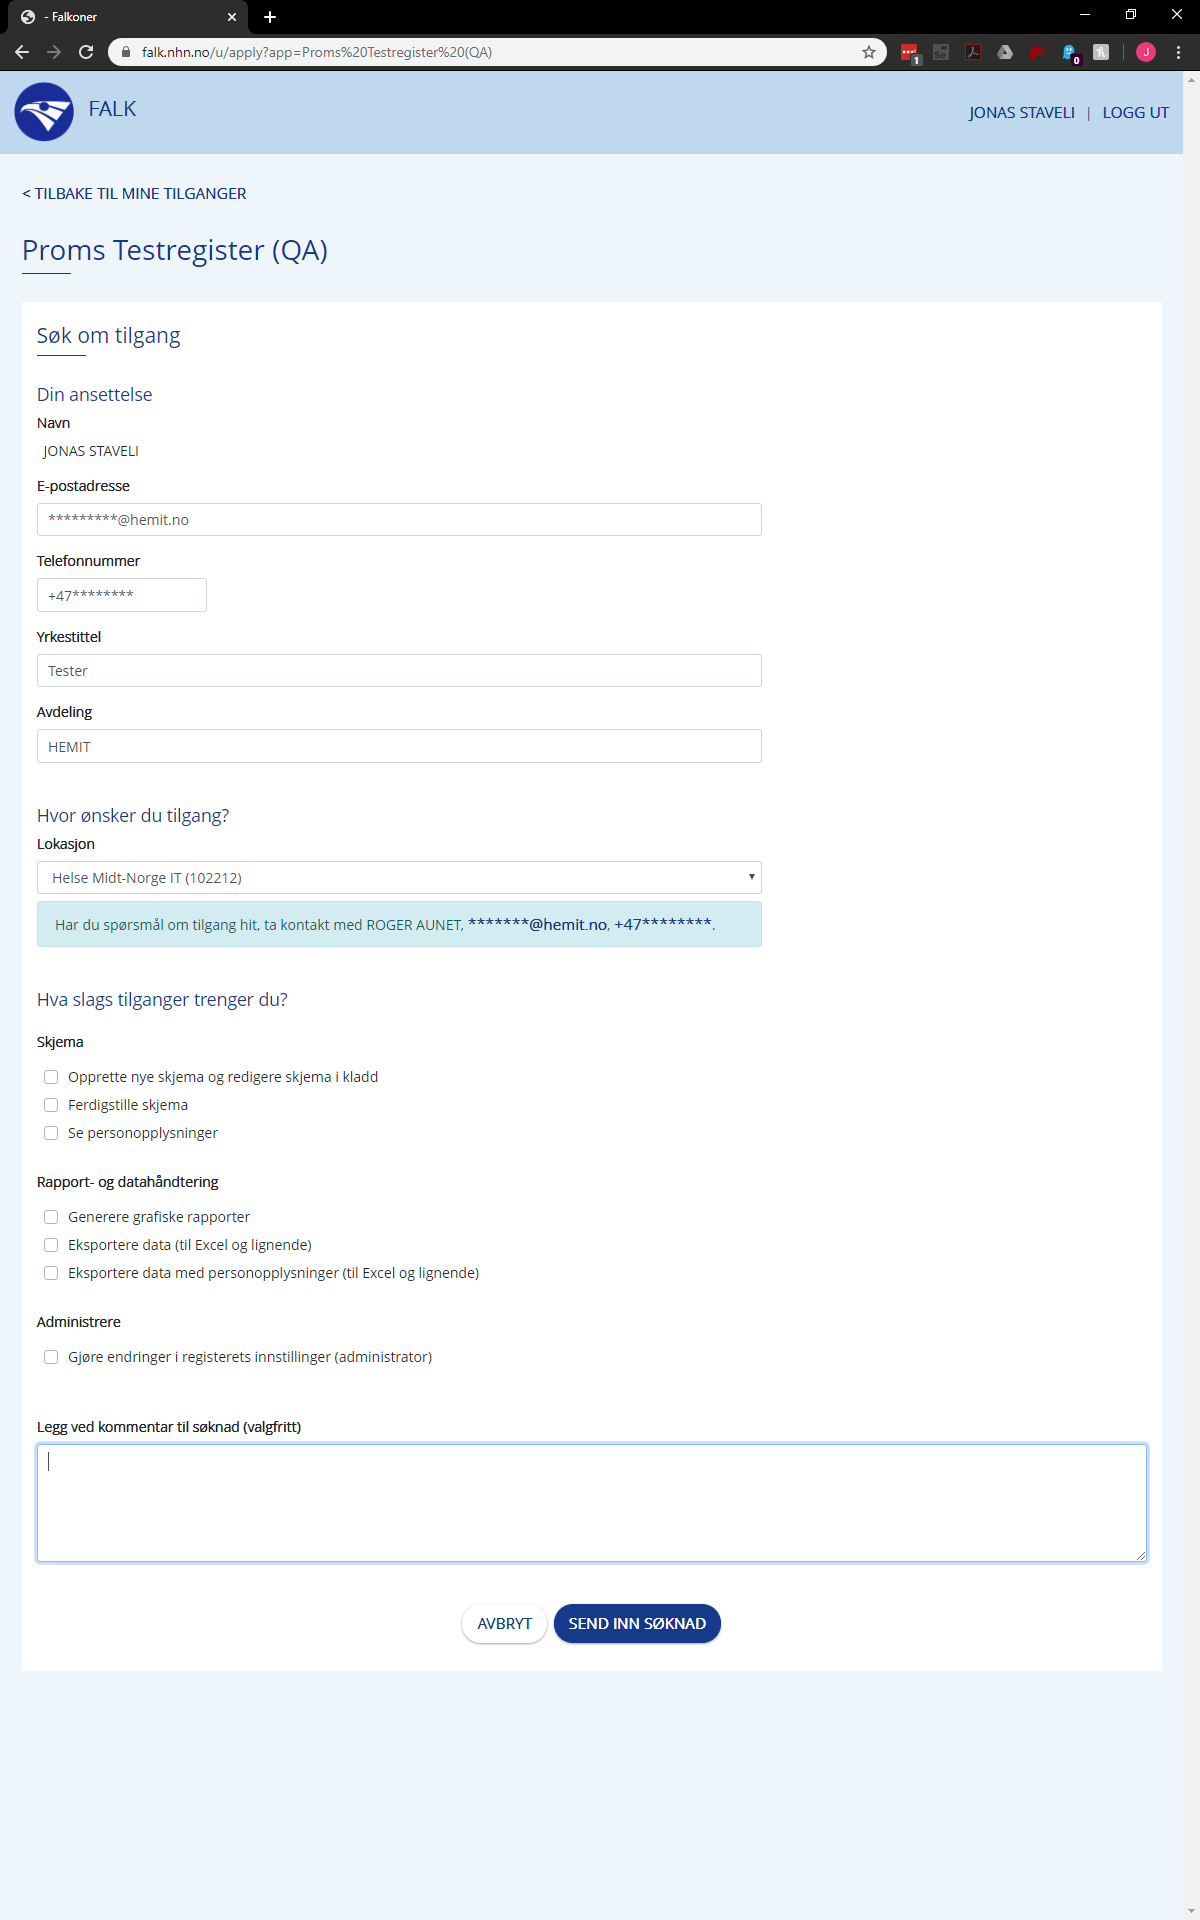 - Falkoner
falk.nhn.no/u/apply?app=Proms%20Testregister%20(QA)
1
0
J
FALK
JONAS STAVELI | LOGG UT
< TILBAKE TIL MINE TILGANGER
Proms Testregister (QA)
Søk om tilgang
Din ansettelse
Navn
JONAS STAVELI
E-postadresse
*********@hemit.no
Telefonnummer
+47********
Yrkestittel
Tester
Avdeling
HEMIT
Hvor ønsker du tilgang?
Lokasjon
Helse Midt-Norge IT (102212)
Har du spørsmål om tilgang hit, ta kontakt med ROGER AUNET, *******@hemit.no, +47********.
Hva slags tilganger trenger du?
Skjema
Opprette nye skjema og redigere skjema i kladd
Ferdigstille skjema
Se personopplysninger
Rapport- og datahåndtering
Generere grafiske rapporter
Eksportere data (til Excel og lignende)
Eksportere data med personopplysninger (til Excel og lignende)
Administrere
Gjøre endringer i registerets innstillinger (administrator)
Legg ved kommentar til søknad (valgfritt)
AVBRYT SEND INN SØKNAD